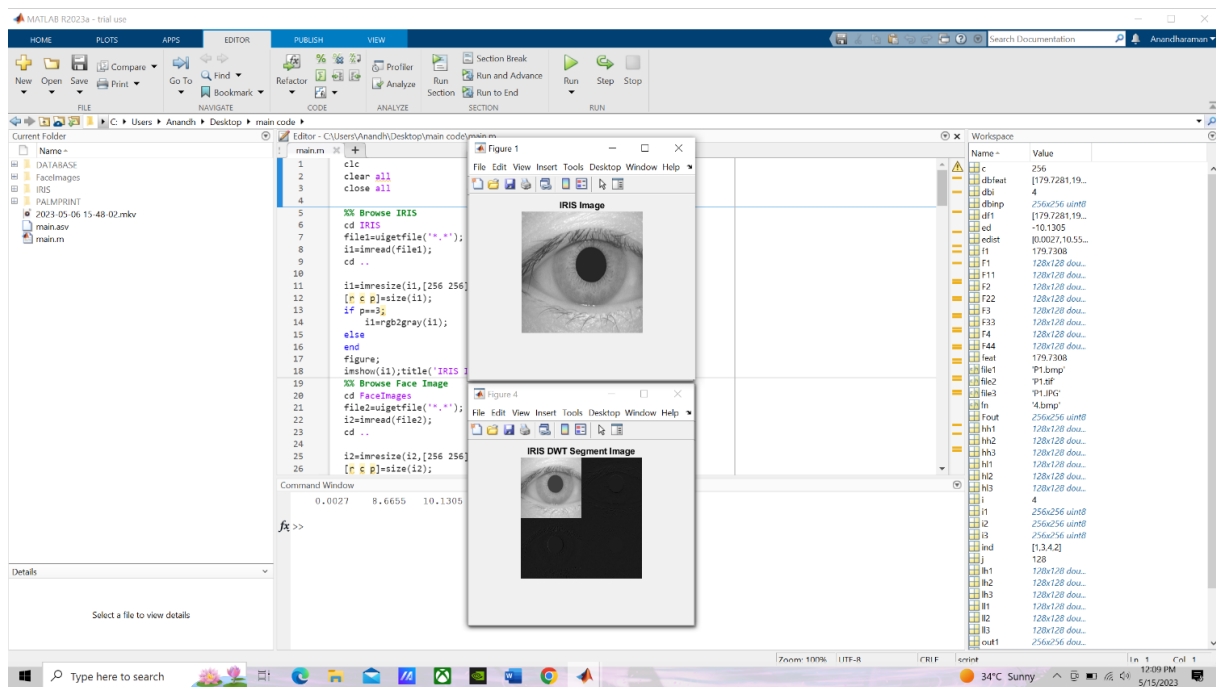 MATLAB R2023a - trial use
HOME PLOTS APPS EDITOR PUBLISH VIEW Search Documentation Anandharaman
New Open Save Compare Print Go To Find Bookmark Refactor Profiler Analyze Run Section Section Break Run and Advance Run to End Run Step Stop
FILE NAVIGATE CODE ANALYZE SECTION RUN
C: Users Anandh Desktop main code
Current Folder
Name
DATABASE
FaceImages
IRIS
PALMPRINT
2023-05-06 15-48-02.mkv
main.asv
main.m
Details
Select a file to view details
Editor - C:\Users\Anandh\Desktop\main code\main.m
main.m +
1 clc
2 clear all
3 close all
4
5 %% Browse IRIS
6 cd IRIS
7 file1=uigetfile('*.*');
8 i1=imread(file1);
9 cd ..
10
11 i1=imresize(i1,[256 256]
12 [r c p]=size(i1);
13 if p==3;
14 i1=rgb2gray(i1);
15 else
16 end
17 figure;
18 imshow(i1);title('IRIS I
19 %% Browse Face Image
20 cd FaceImages
21 file2=uigetfile('*.*');
22 i2=imread(file2);
23 cd ..
24
25 i2=imresize(i2,[256 256]
26 [r c p]=size(i2);
Command Window
0.0027 8.6655 10.1305
fx >>
Figure 1
File Edit View Insert Tools Desktop Window Help
IRIS Image
Figure 4
File Edit View Insert Tools Desktop Window Help
IRIS DWT Segment Image
Workspace
Name Value
c 256
dbfeat [179.7281,19...
dbi 4
dbinp 256x256 uint8
df1 [179.7281,19...
ed -10.1305
edist [0.0027,10.55...
f1 179.7308
F1 128x128 dou...
F11 128x128 dou...
F2 128x128 dou...
F22 128x128 dou...
F3 128x128 dou...
F33 128x128 dou...
F4 128x128 dou...
F44 128x128 dou...
feat 179.7308
file1 'P1.bmp'
file2 'P1.tif'
file3 'P1.JPG'
fn '4.bmp'
Fout 256x256 uint8
hh1 128x128 dou...
hh2 128x128 dou...
hh3 128x128 dou...
hl1 128x128 dou...
hl2 128x128 dou...
hl3 128x128 dou...
i 4
i1 256x256 uint8
i2 256x256 uint8
i3 256x256 uint8
ind [1,3,4,2]
j 128
lh1 128x128 dou...
lh2 128x128 dou...
lh3 128x128 dou...
ll1 128x128 dou...
ll2 128x128 dou...
ll3 128x128 dou...
out1 256x256 dou...
Zoom: 100% UTF-8 CRLF script Ln 1 Col 1
Type here to search
34°C Sunny
12:09 PM
5/15/2023